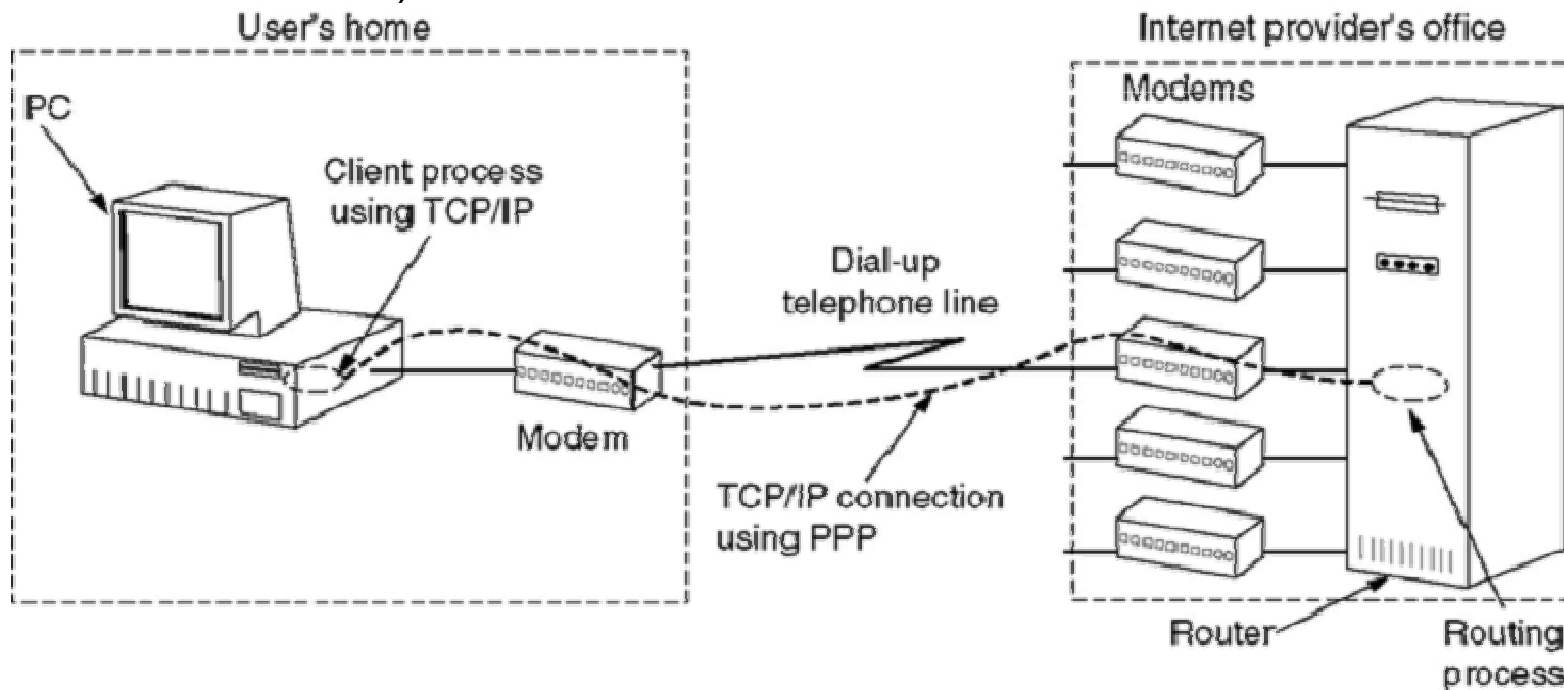 User's home
Internet provider's office
PC
Client process
using TCP/IP
Modems
Dial-up
telephone line
Modem
TCP/IP connection
using PPP
Router
Routing
process